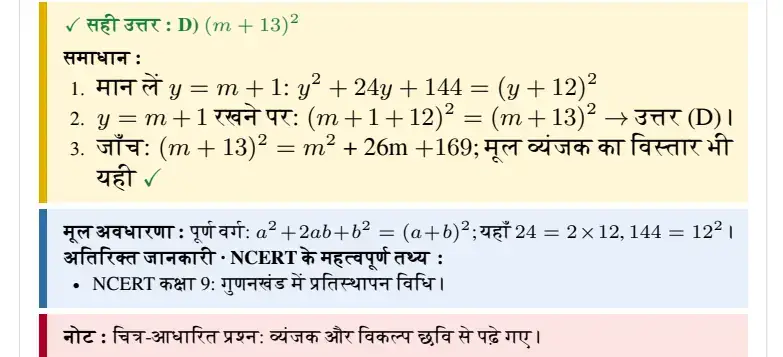 ✓ सही उत्तर : D) (m + 13)²
समाधान :
1. मान लें y = m + 1: y² + 24y + 144 = (y + 12)²
2. y = m + 1 रखने पर: (m + 1 + 12)² = (m + 13)² → उत्तर (D)।
3. जाँच: (m + 13)² = m² + 26m +169; मूल व्यंजक का विस्तार भी
यही ✓
मूल अवधारणा : पूर्ण वर्ग: a² + 2ab + b² = (a + b)²; यहाँ 24 = 2 × 12, 144 = 12²।
अतिरिक्त जानकारी · NCERT के महत्वपूर्ण तथ्य :
• NCERT कक्षा 9: गुणनखंड में प्रतिस्थापन विधि।
नोट : चित्र-आधारित प्रश्न: व्यंजक और विकल्प छवि से पढ़े गए।